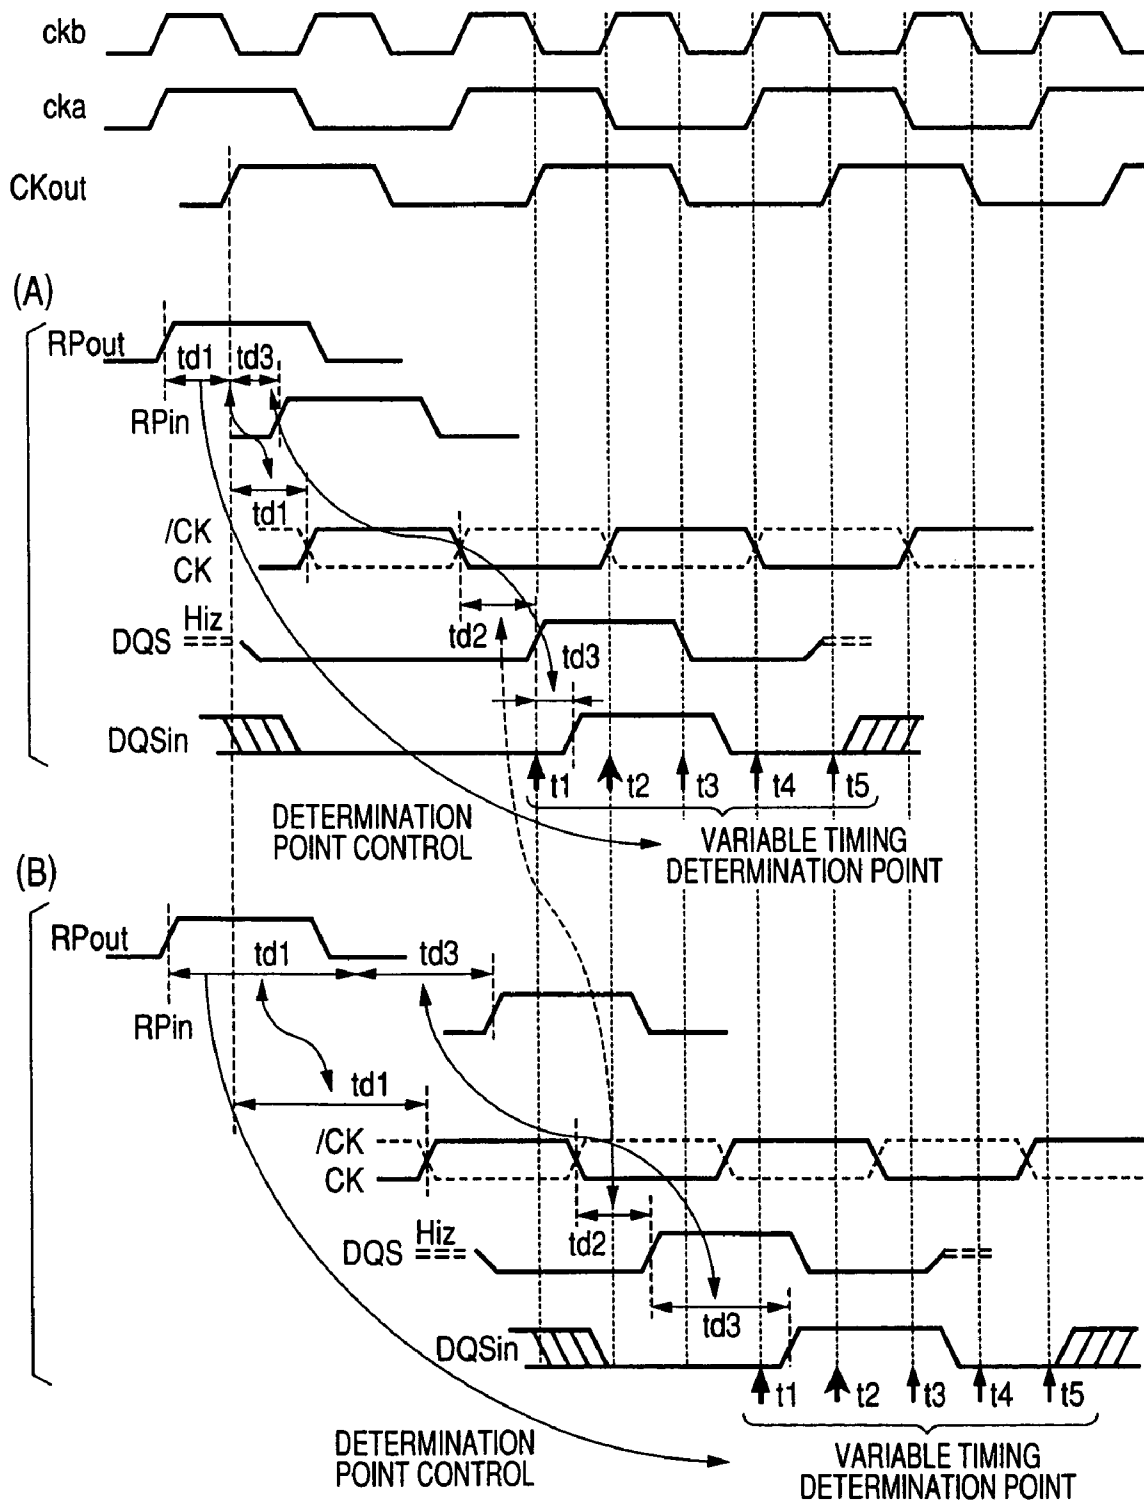 ckb
cka
CKout
(A)
RPout
td1 td3
RPin
td1
/CK
CK
Hiz
DQS
td2
td3
DQSin
t1 t2 t3 t4 t5
DETERMINATION
POINT CONTROL
VARIABLE TIMING
DETERMINATION POINT
(B)
RPout
td1 td3
RPin
td1
/CK
CK
Hiz
DQS
td2
td3
DQSin
t1 t2 t3 t4 t5
DETERMINATION
POINT CONTROL
VARIABLE TIMING
DETERMINATION POINT